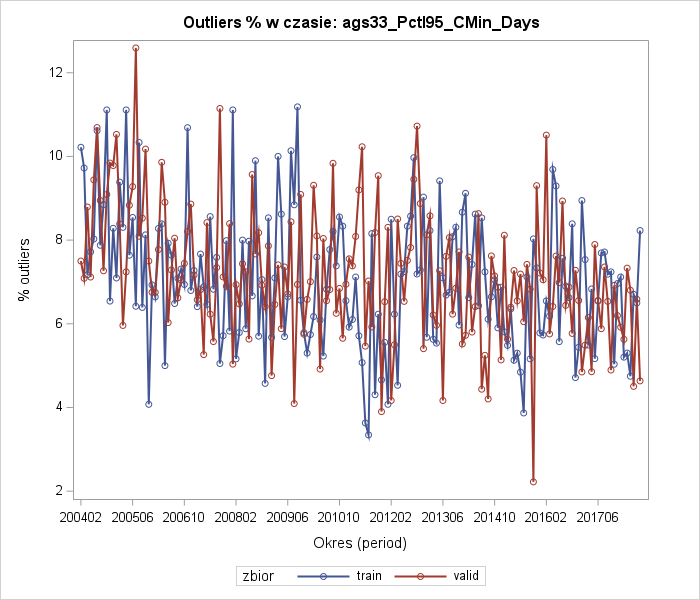 Outliers % w czasie: ags33_Pctl95_CMin_Days
% outliers
12
10
8
6
4
2
200402 200506 200610 200802 200906 201010 201202 201306 201410 201602 201706
Okres (period)
zbior train valid